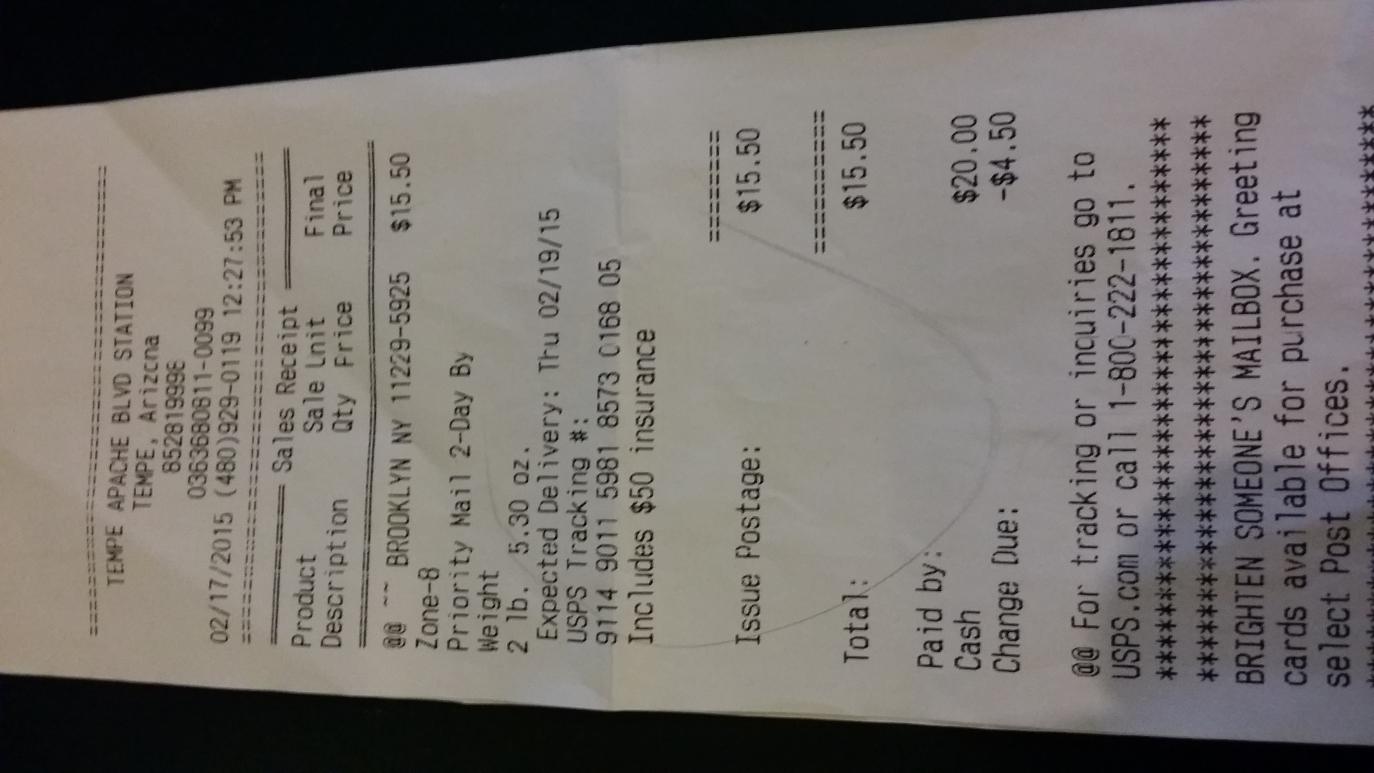 ==============================
TEMPE APACHE BLVD STATION
TEMPE, Arizona
852819998
0363680811-0099
02/17/2015 (480)929-0119 12:27:53 PM
==============================
Sales Receipt
Product Sale Unit Final
Description Qty Price Price
@@ ~~ BROOKLYN NY 11229-5925 $15.50
Zone-8
Priority Mail 2-Day By
Weight
2 lb. 5.30 oz.
Expected Delivery: Thu 02/19/15
USPS Tracking #:
9114 9011 5981 8573 0168 05
Includes $50 insurance
========
Issue Postage: $15.50
==========
Total: $15.50
Paid by:
Cash $20.00
Change Due: -$4.50
@@ For tracking or inquiries go to
USPS.com or call 1-800-222-1811.
****************************************
****************************************
BRIGHTEN SOMEONE'S MAILBOX. Greeting
cards available for purchase at
select Post Offices.
****************************************